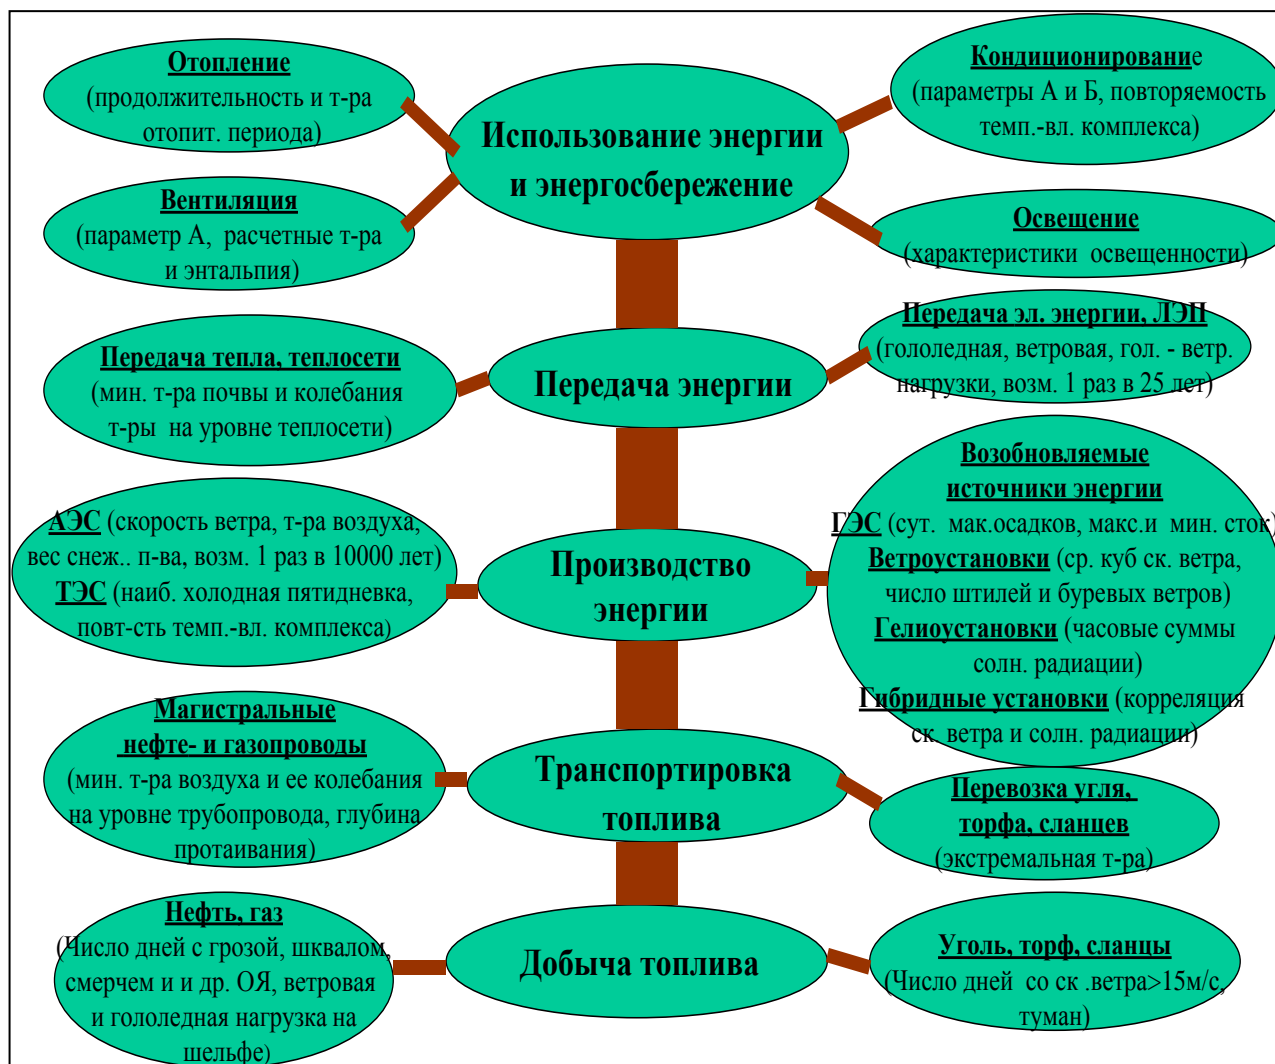 Отопление
(продолжительность и т-ра
отопит. периода)
Кондиционирование
(параметры А и Б, повторяемость
темп.-вл. комплекса)
Использование энергии
и энергосбережение
Вентиляция
(параметр А,  расчетные т-ра
и энтальпия)
Освещение
(характеристики  освещенности)
Передача тепла, теплосети
(мин. т-ра почвы и колебания
т-ры  на уровне теплосети)
Передача энергии
Передача эл. энергии, ЛЭП
(гололедная, ветровая, гол. - ветр.
нагрузки, возм. 1 раз в 25 лет)
АЭС (скорость ветра, т-ра воздуха,
вес снеж.. п-ва, возм. 1 раз в 10000 лет)
ТЭС (наиб. холодная пятидневка,
повт-сть темп.-вл. комплекса)
Производство
энергии
Возобновляемые
источники энергии
ГЭС (сут.  мак.осадков, макс.и  мин.  сток)
Ветроустановки (ср. куб ск. ветра,
число штилей и буревых ветров)
Гелиоустановки (часовые суммы
солн. радиации)
Гибридные установки (корреляция
ск. ветра и солн. радиации)
Магистральные
нефте- и газопроводы
(мин. т-ра воздуха и ее колебания
на уровне трубопровода, глубина
протаивания)
Транспортировка
топлива
Перевозка угля,
торфа, сланцев
(экстремальная т-ра)
Нефть, газ
(Число дней с грозой, шквалом,
смерчем и и др. ОЯ, ветровая
и гололедная нагрузка на
шельфе)
Добыча топлива
Уголь, торф, сланцы
(Число дней  со ск .ветра>15м/с,
туман)